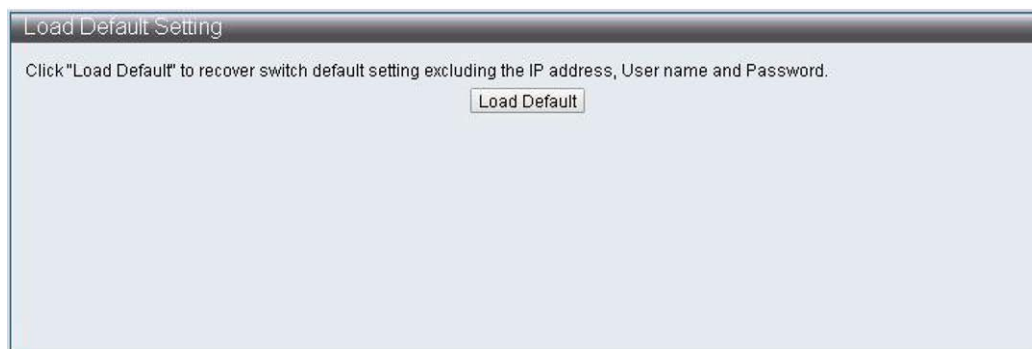 Load Default Setting
Click "Load Default" to recover switch default setting excluding the IP address, User name and Password.
Load Default